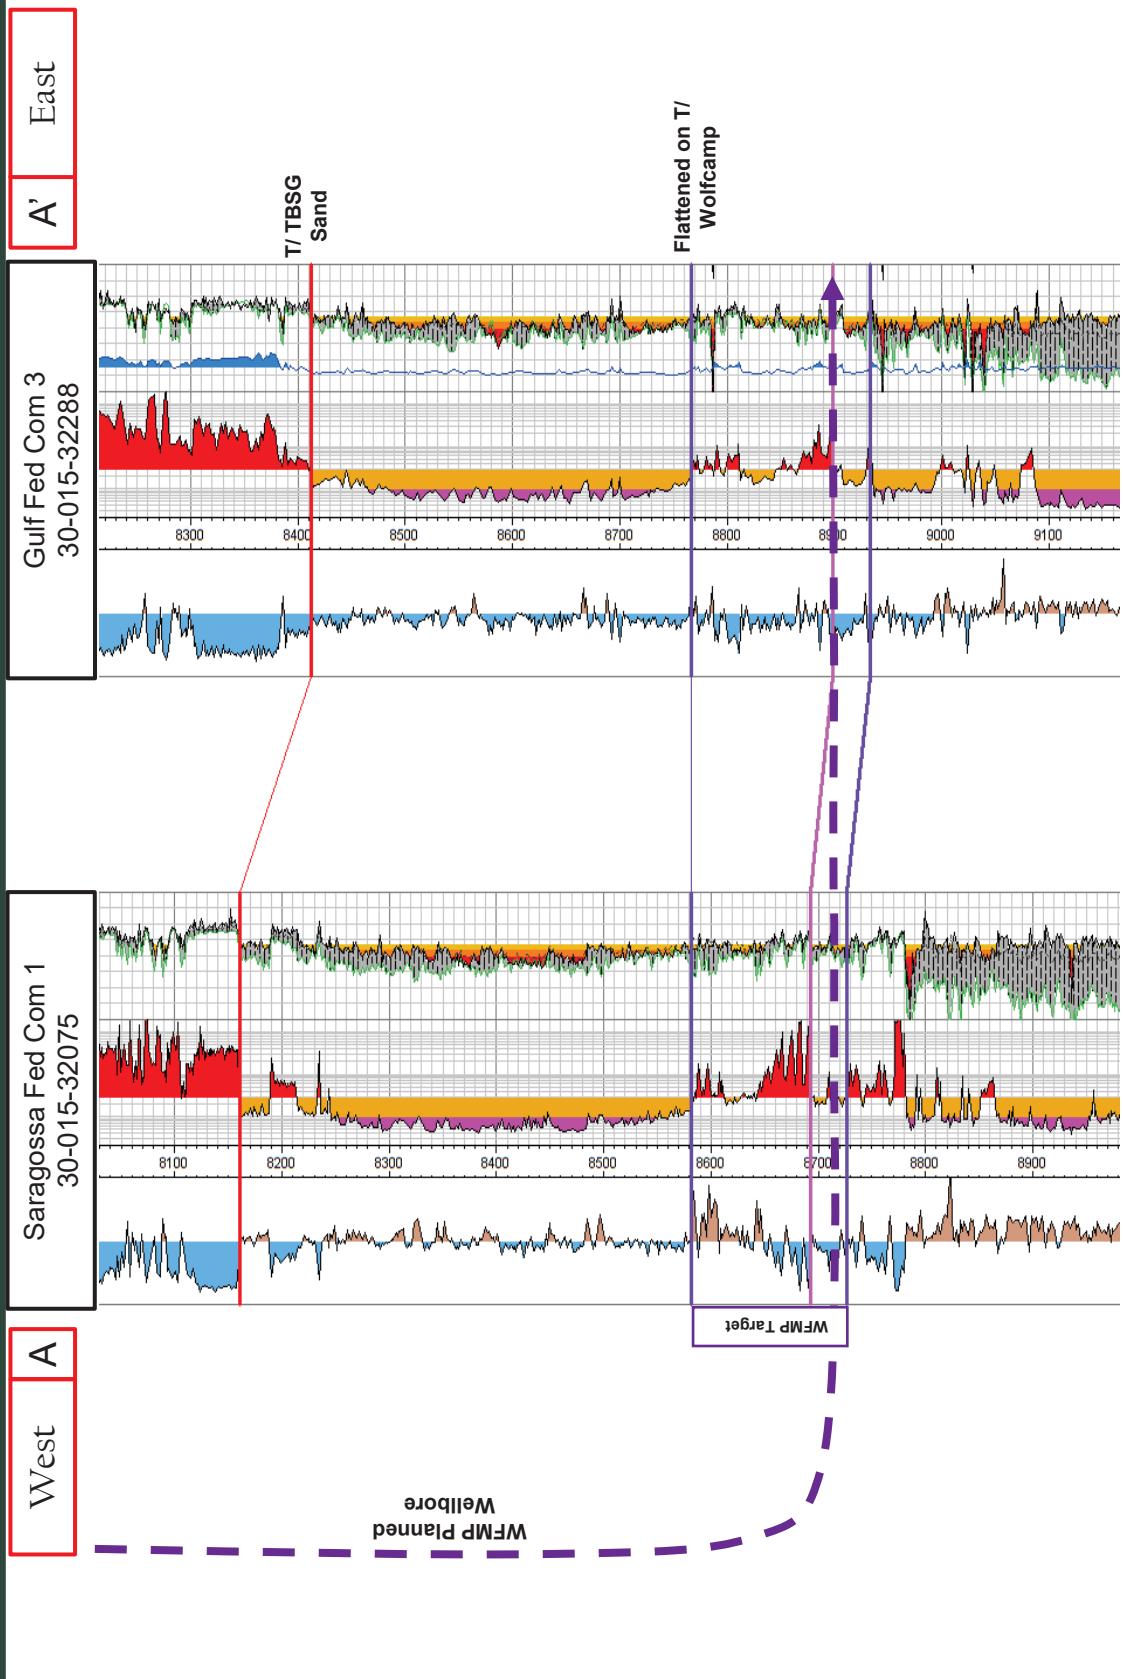 West
A
A'
East
Saragossa Fed Com 1
30-015-32075
Gulf Fed Com 3
30-015-32288
T/ TBSG
Sand
Flattened on T/
Wolfcamp
WFMP Planned
Wellbore
WFMP Target
8100
8200
8300
8400
8500
8600
8700
8800
8900
8300
8400
8500
8600
8700
8800
8900
9000
9100